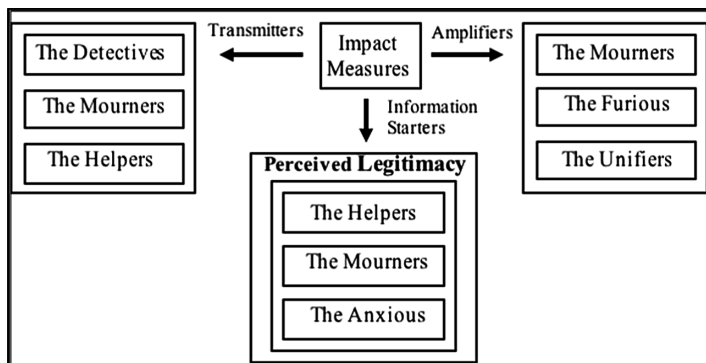 Transmitters
Impact
Measures
Amplifiers
The Detectives
The Mourners
The Helpers
Information
Starters
The Mourners
The Furious
The Unifiers
Perceived Legitimacy
The Helpers
The Mourners
The Anxious